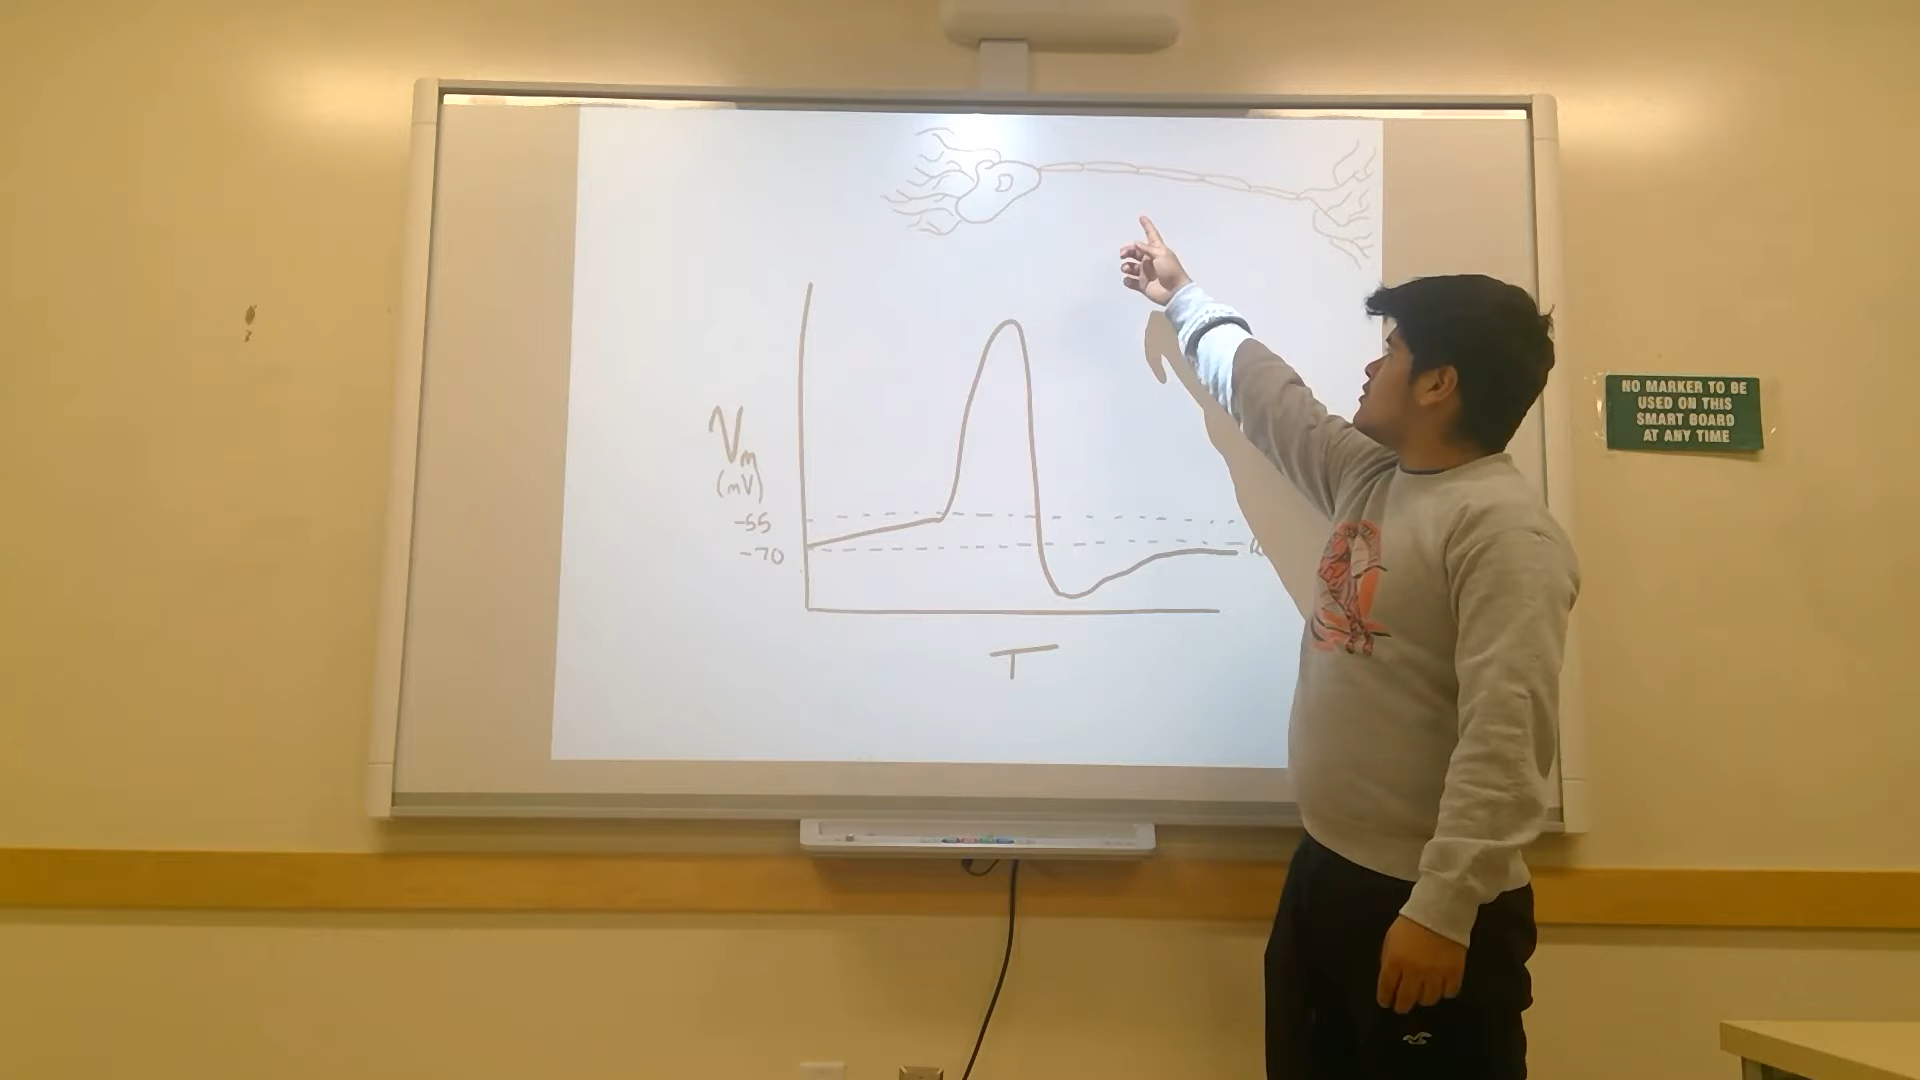 Vm
(mV)
-55
-70
T
NO MARKER TO BE
USED ON THIS
SMART BOARD
AT ANY TIME